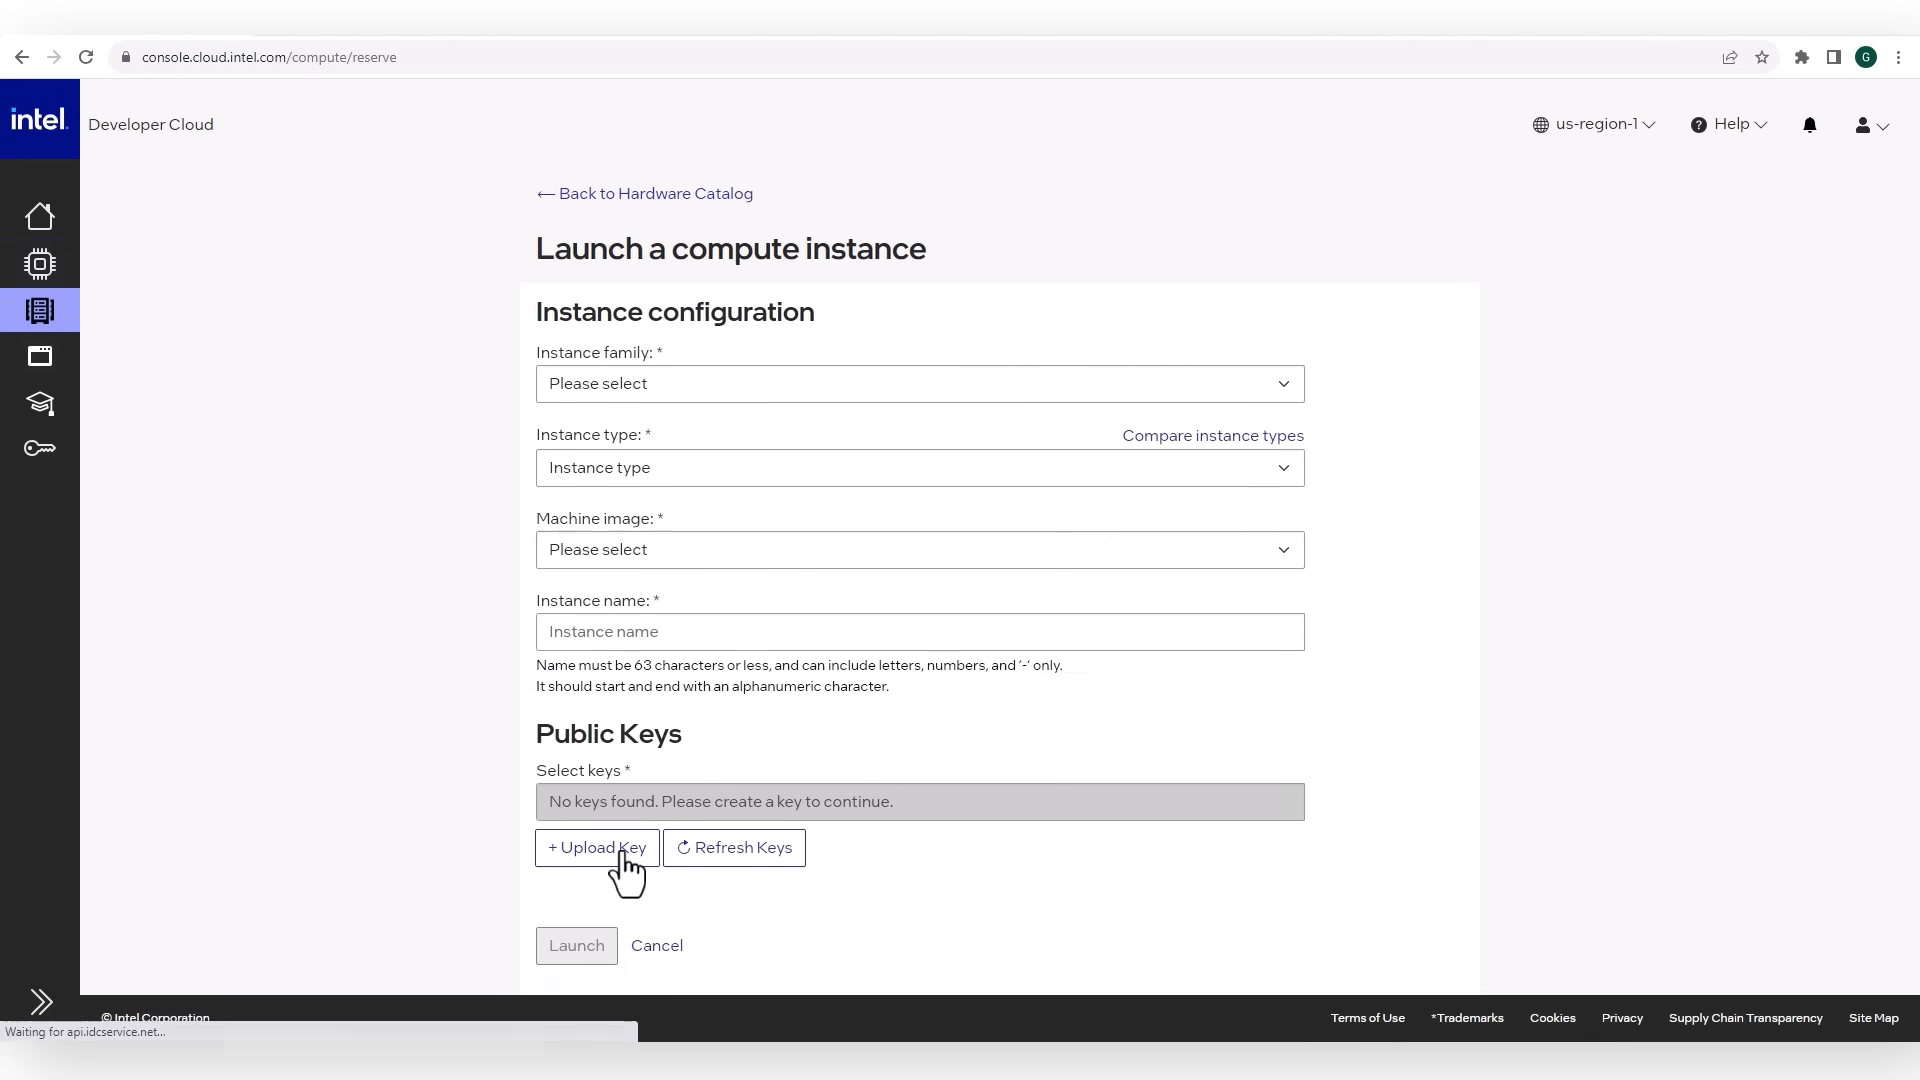 console.cloud.intel.com/compute/reserve
G
intel.
Developer Cloud
us-region-1
? Help
← Back to Hardware Catalog
Launch a compute instance
Instance configuration
Instance family: *
Please select
Instance type: *
Compare instance types
Instance type
Machine image: *
Please select
Instance name: *
Instance name
Name must be 63 characters or less, and can include letters, numbers, and '-' only.
It should start and end with an alphanumeric character.
Public Keys
Select keys *
No keys found. Please create a key to continue.
+ Upload Key
Refresh Keys
Launch
Cancel
© Intel Corporation
Terms of Use
*Trademarks
Cookies
Privacy
Supply Chain Transparency
Site Map
Waiting for api.idcservice.net...